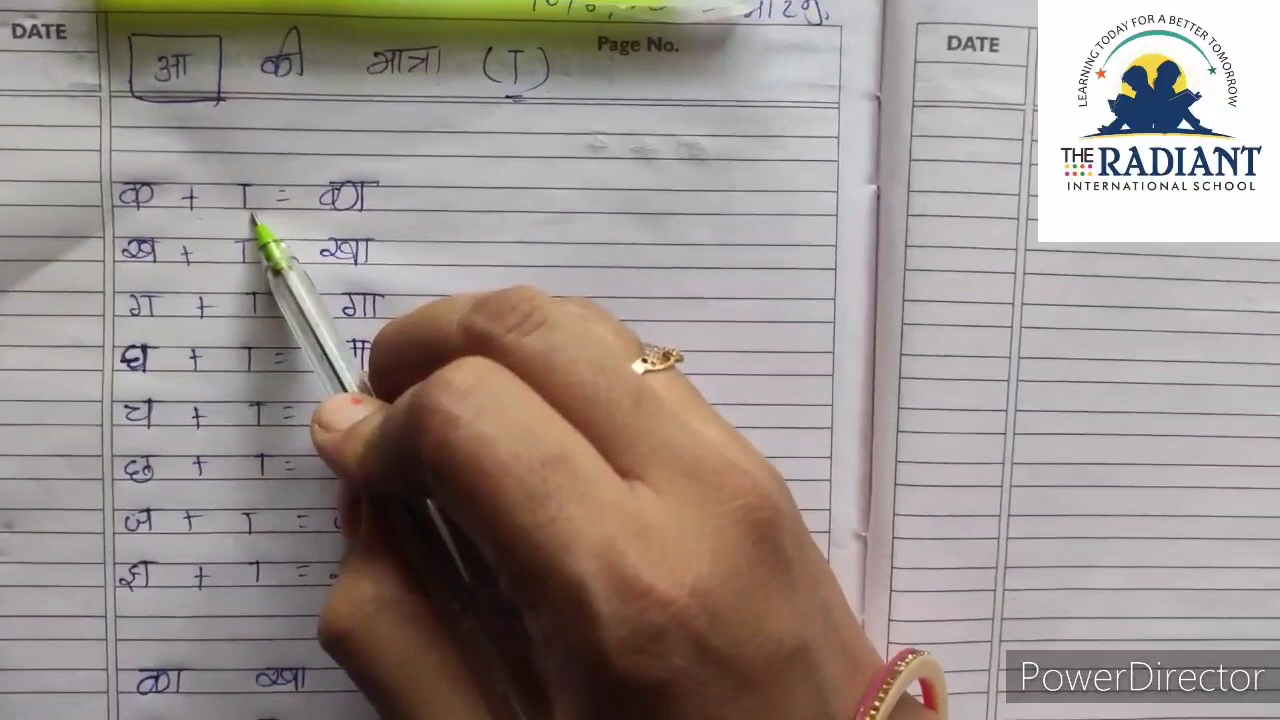 DATE
Page No.
आ की मात्रा (ा)
क + ा = का
ख + ा खा
ग + ा गा
घ + ा =
च + ा =
छ + ा =
ज + ा =
झ + ा =
का खा
DATE
LEARNING TODAY FOR A BETTER TOMORROW
THE RADIANT
INTERNATIONAL SCHOOL
PowerDirector